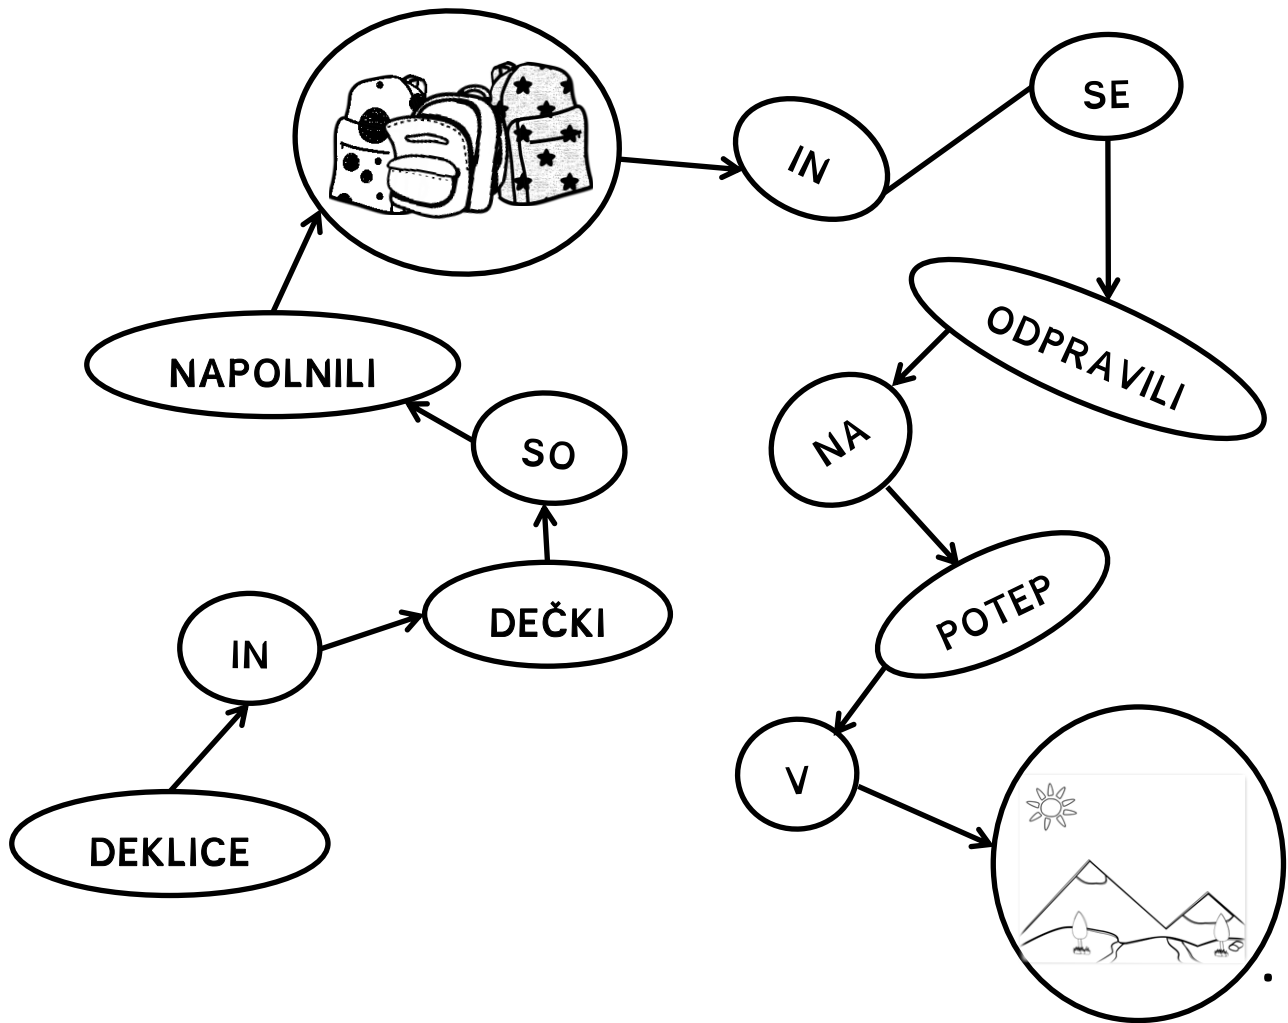 DEKLICE
IN
DEČKI
SO
NAPOLNILI
IN
SE
ODPRAVILI
NA
POTEP
V
.